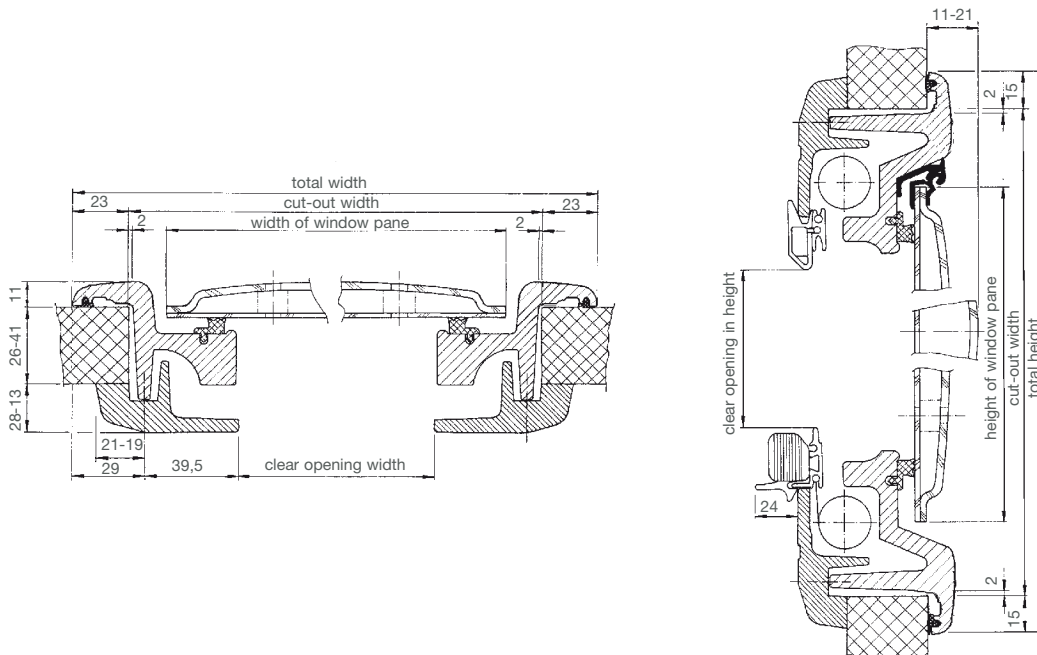 total width
23
cut-out width
23
2
width of window pane
2
11
26-41
28-13
21-19
29
39,5
clear opening width
11-21
2
15
clear opening in height
height of window pane
cut-out width
total height
24
2
15